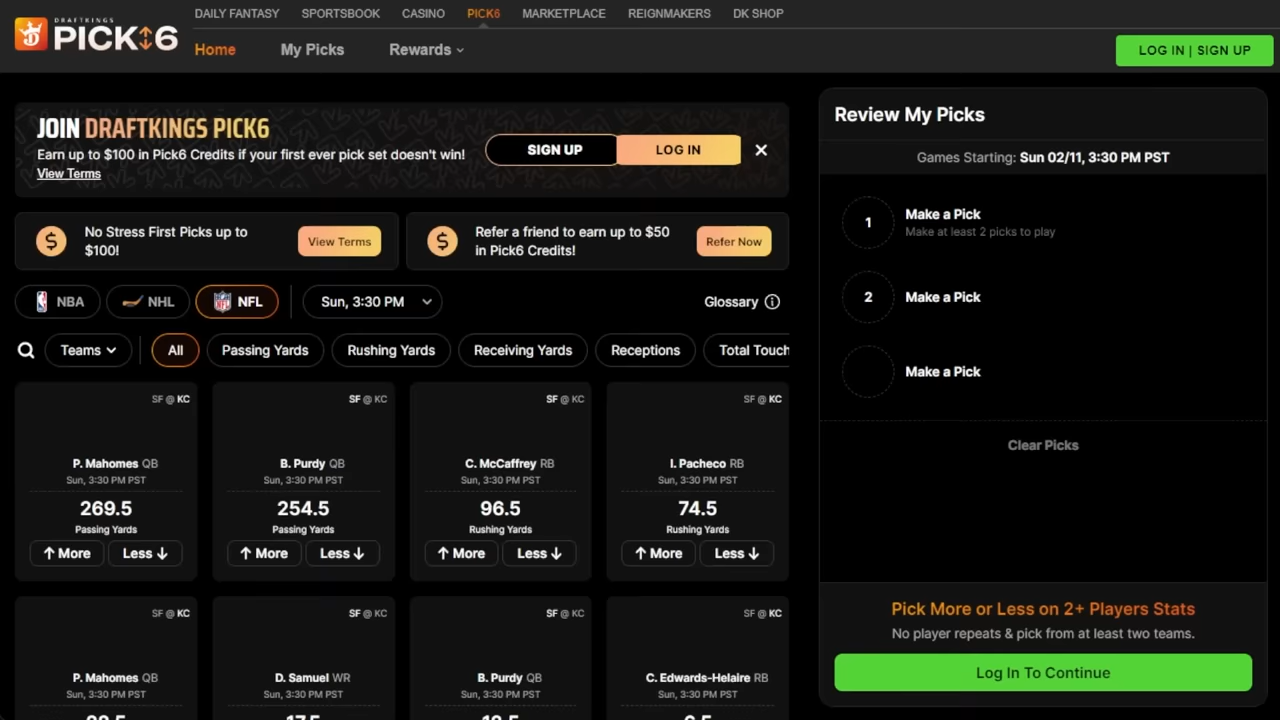 DAILY FANTASY SPORTSBOOK CASINO PICK6 MARKETPLACE REIGNMAKERS DK SHOP
DRAFTKINGS
PICK6
Home My Picks Rewards
LOG IN | SIGN UP
JOIN DRAFTKINGS PICK6
Earn up to $100 in Pick6 Credits if your first ever pick set doesn't win!
View Terms
SIGN UP LOG IN
No Stress First Picks up to
$100!
View Terms
Refer a friend to earn up to $50
in Pick6 Credits!
Refer Now
NBA NHL NFL Sun, 3:30 PM Glossary
Teams All Passing Yards Rushing Yards Receiving Yards Receptions Total Touch
SF @ KC
P. Mahomes QB
Sun, 3:30 PM PST
269.5
Passing Yards
More Less
SF @ KC
B. Purdy QB
Sun, 3:30 PM PST
254.5
Passing Yards
More Less
SF @ KC
C. McCaffrey RB
Sun, 3:30 PM PST
96.5
Rushing Yards
More Less
SF @ KC
I. Pacheco RB
Sun, 3:30 PM PST
74.5
Rushing Yards
More Less
SF @ KC
P. Mahomes QB
Sun, 3:30 PM PST
SF @ KC
D. Samuel WR
Sun, 3:30 PM PST
SF @ KC
B. Purdy QB
Sun, 3:30 PM PST
SF @ KC
C. Edwards-Helaire RB
Sun, 3:30 PM PST
Review My Picks
Games Starting: Sun 02/11, 3:30 PM PST
1
Make a Pick
Make at least 2 picks to play
2
Make a Pick
Make a Pick
Clear Picks
Pick More or Less on 2+ Players Stats
No player repeats & pick from at least two teams.
Log In To Continue